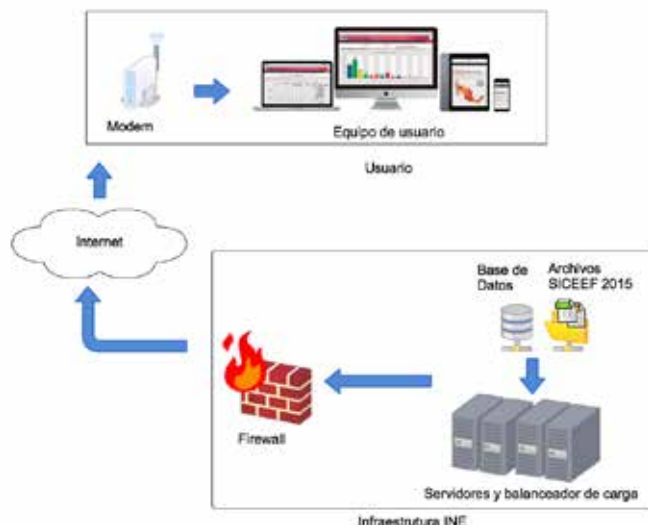 Modem
Equipo de usuario
Usuario
Internet
Base de
Datos
Archivos
SICEEF 2015
Firewall
Servidores y balanceador de carga
Infraestrutura INE